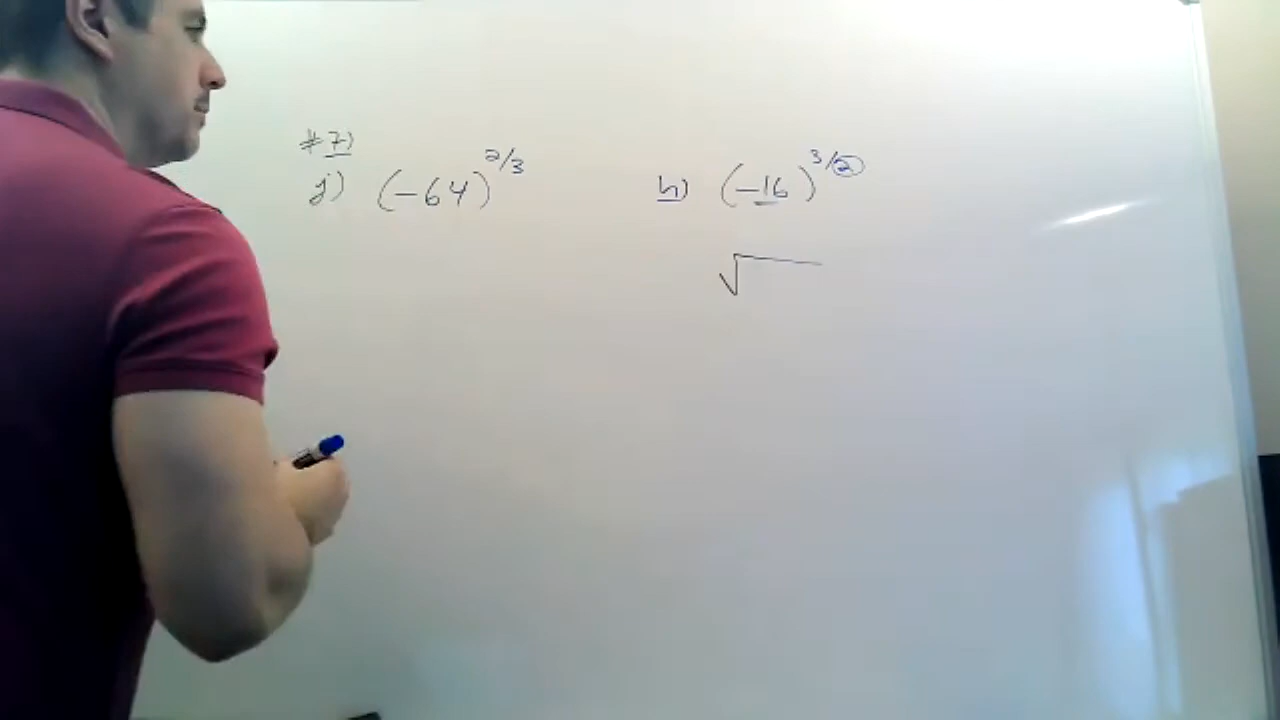 #7)
j) (-64)^2/3 h) (-16)^3/2
√